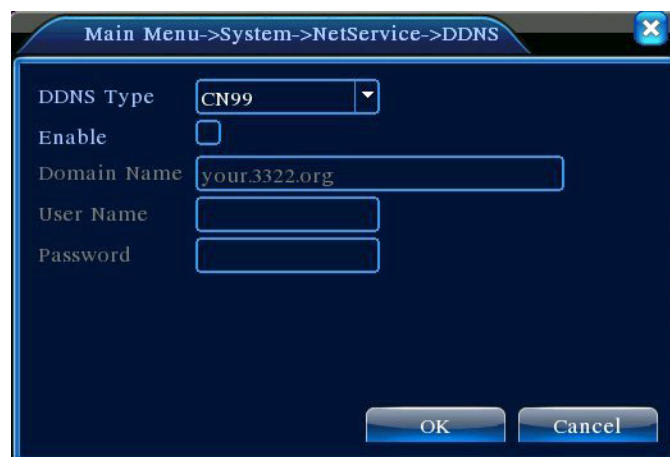 Main Menu->System->NetService->DDNS
DDNS Type CN99
Enable
Domain Name your.3322.org
User Name
Password
OK Cancel